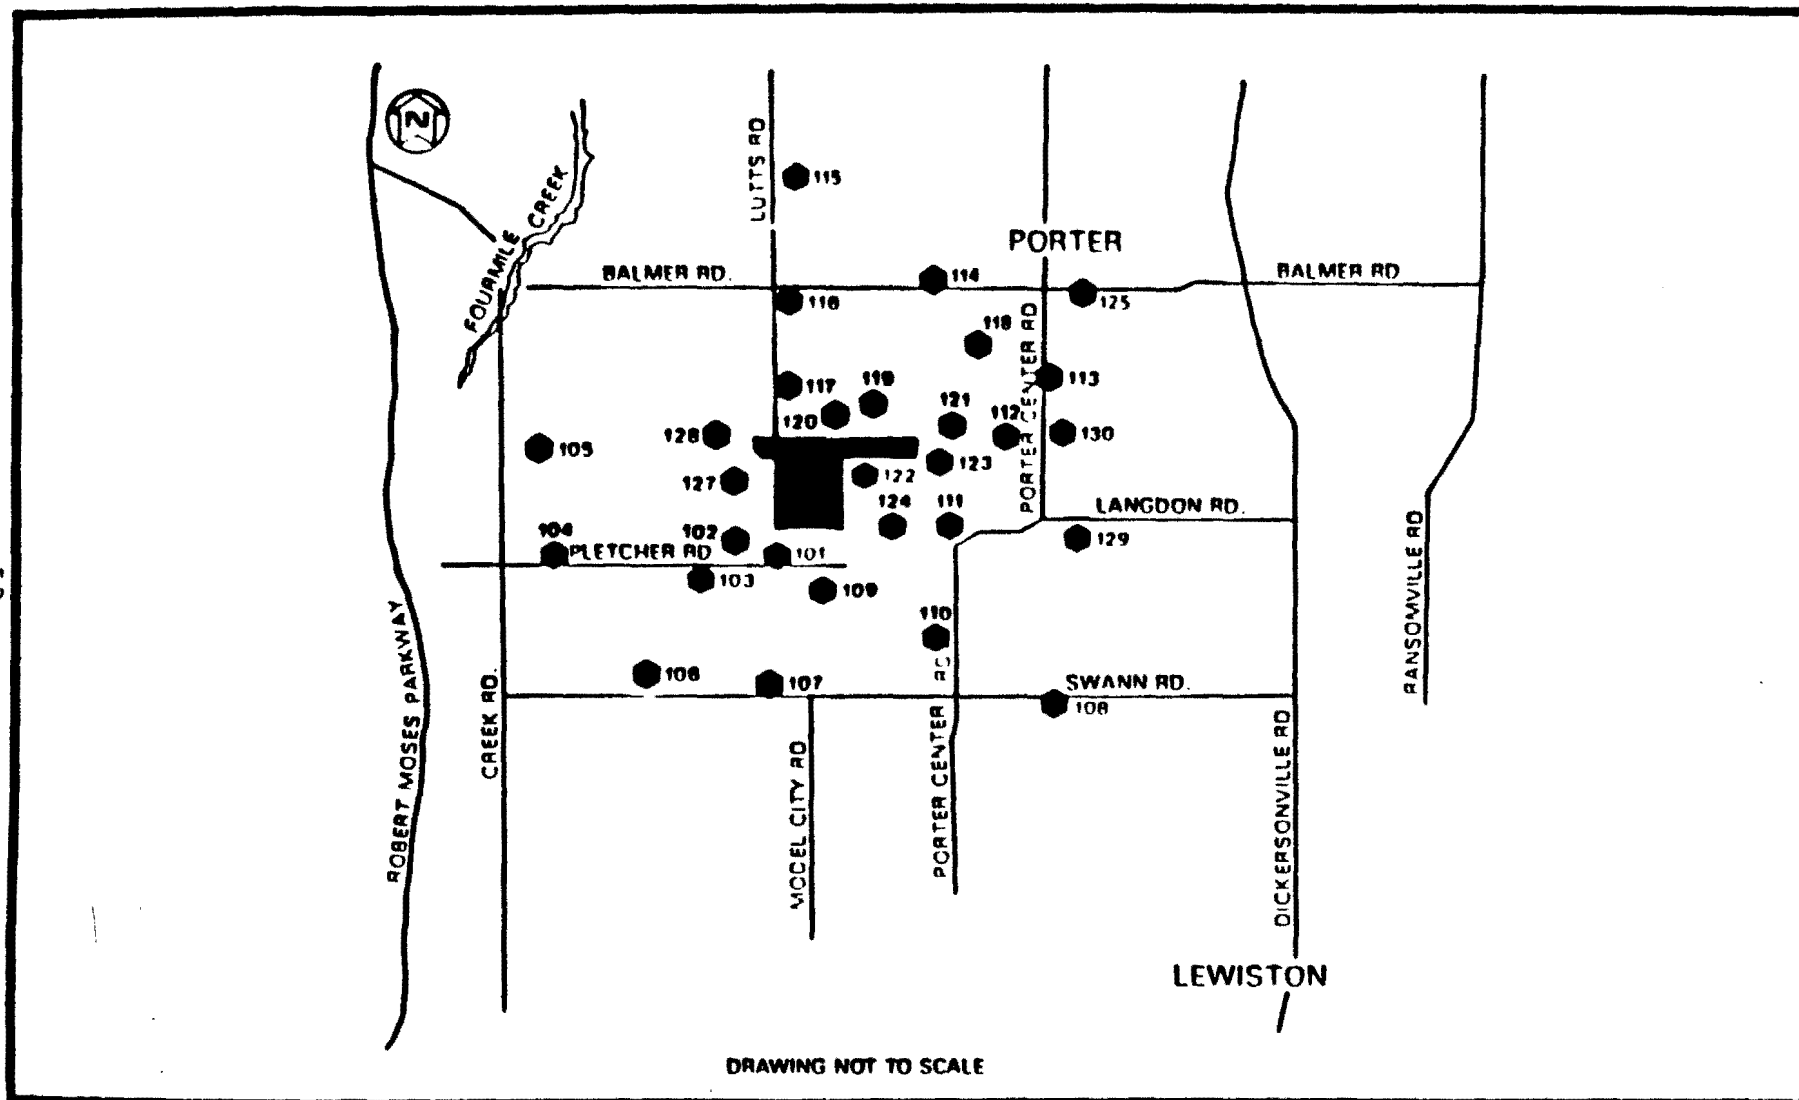 N
LUTTS RD
115
FOURMILE CREEK
PORTER
BALMER RD.
114
BALMER RD
116
125
118
PORTER CENTER RD
117
119
113
120
121
112
128
130
105
123
127
122
124
111
LANGDON RD.
104
102
129
PLETCHER RD
101
103
109
RANSOMVILLE RD
110
ROBERT MOSES PARKWAY
106
107
SWANN RD.
108
CREEK RD.
MODEL CITY RD
PORTER CENTER RD
DICKERSONVILLE RD
LEWISTON
DRAWING NOT TO SCALE